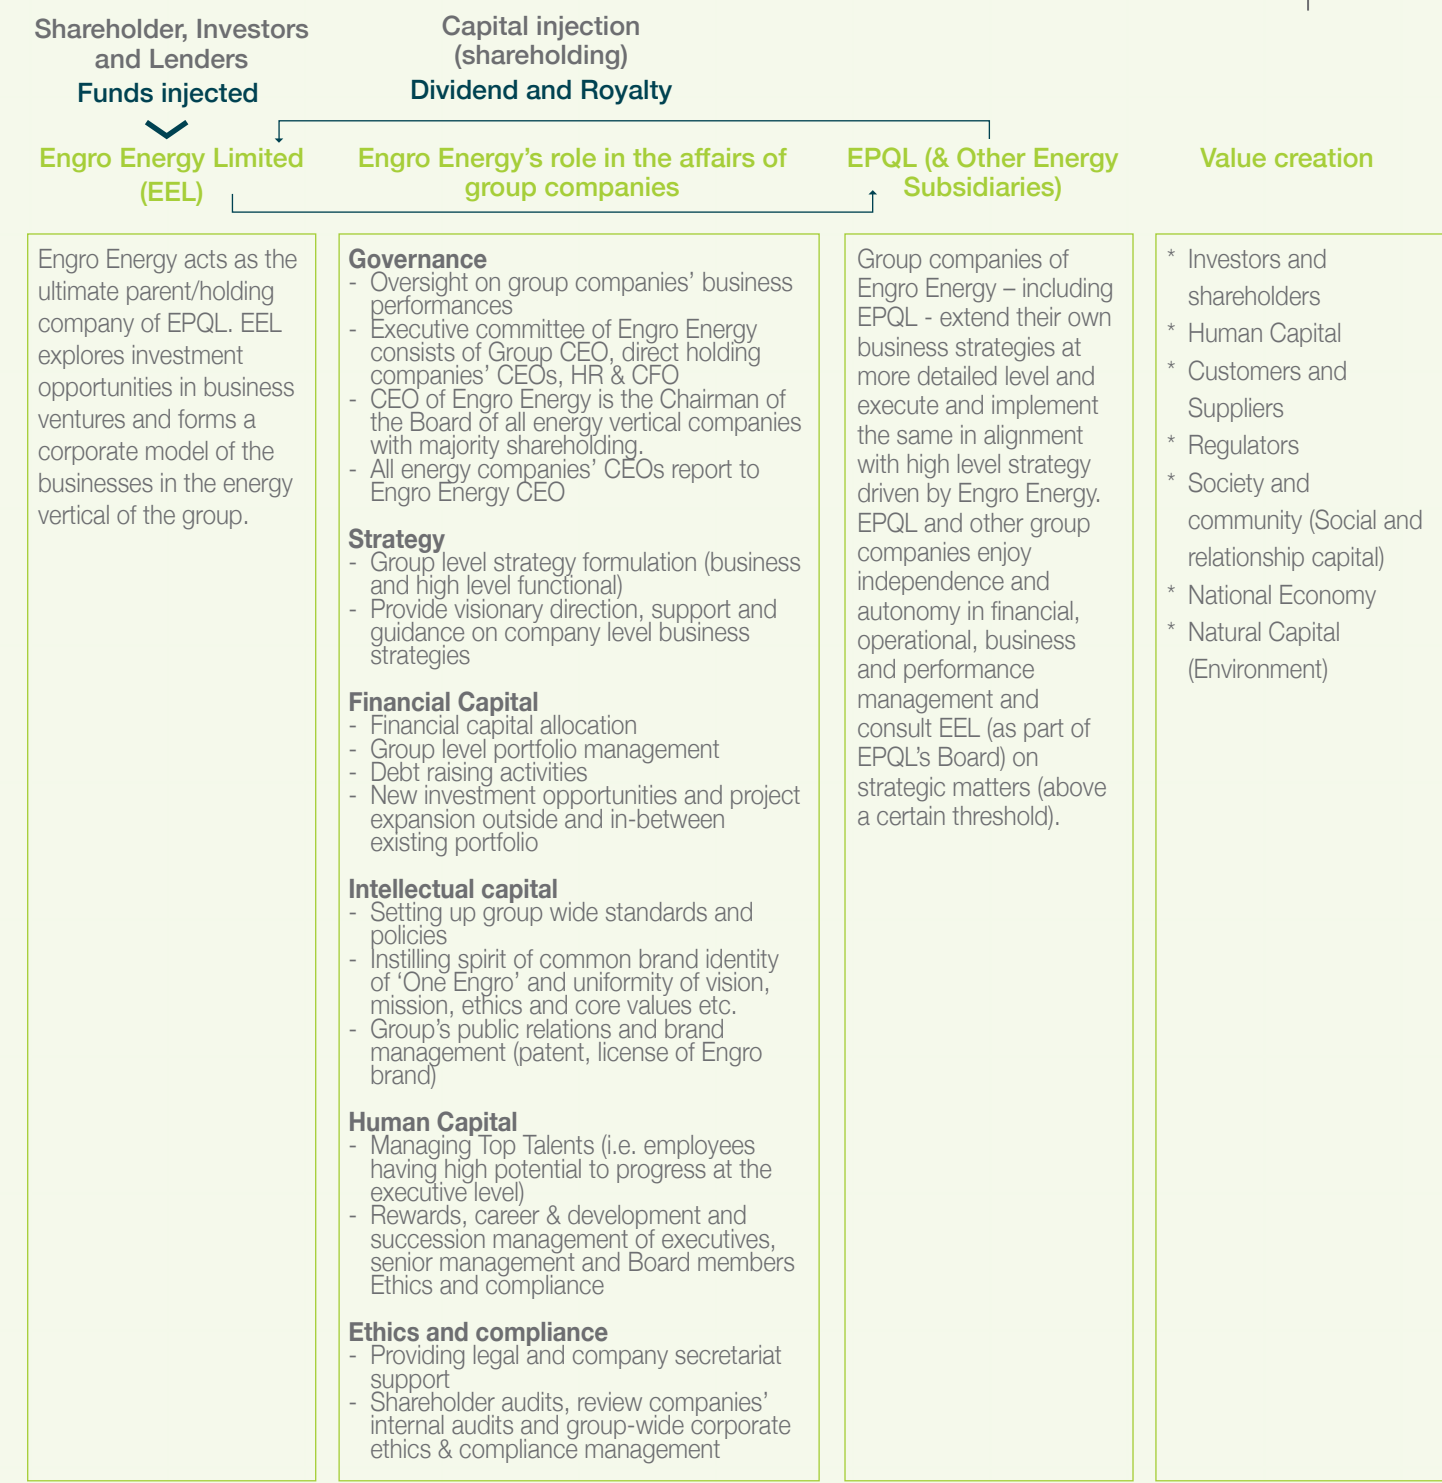 Shareholder, Investors
and Lenders
Funds injected
Capital injection
(shareholding)
Dividend and Royalty
Engro Energy Limited
(EEL)
Engro Energy’s role in the affairs of
group companies
EPQL (& Other Energy
Subsidiaries)
Value creation
Engro Energy acts as the
ultimate parent/holding
company of EPQL. EEL
explores investment
opportunities in business
ventures and forms a
corporate model of the
businesses in the energy
vertical of the group.
Governance
- Oversight on group companies’ business
performances
- Executive committee of Engro Energy
consists of Group CEO, direct holding
companies’ CEOs, HR & CFO
- CEO of Engro Energy is the Chairman of
the Board of all energy vertical companies
with majority shareholding.
- All energy companies’ CEOs report to
Engro Energy CEO
Strategy
- Group level strategy formulation (business
and high level functional)
- Provide visionary direction, support and
guidance on company level business
strategies
Financial Capital
- Financial capital allocation
- Group level portfolio management
- Debt raising activities
- New investment opportunities and project
expansion outside and in-between
existing portfolio
Intellectual capital
- Setting up group wide standards and
policies
- Instilling spirit of common brand identity
of ‘One Engro’ and uniformity of vision,
mission, ethics and core values etc.
- Group’s public relations and brand
management (patent, license of Engro
brand)
Human Capital
- Managing Top Talents (i.e. employees
having high potential to progress at the
executive level)
- Rewards, career & development and
succession management of executives,
senior management and Board members
Ethics and compliance
Ethics and compliance
- Providing legal and company secretariat
support
- Shareholder audits, review companies’
internal audits and group-wide corporate
ethics & compliance management
Group companies of
Engro Energy – including
EPQL - extend their own
business strategies at
more detailed level and
execute and implement
the same in alignment
with high level strategy
driven by Engro Energy.
EPQL and other group
companies enjoy
independence and
autonomy in financial,
operational, business
and performance
management and
consult EEL (as part of
EPQL’s Board) on
strategic matters (above
a certain threshold).
* Investors and
shareholders
* Human Capital
* Customers and
Suppliers
* Regulators
* Society and
community (Social and
relationship capital)
* National Economy
* Natural Capital
(Environment)